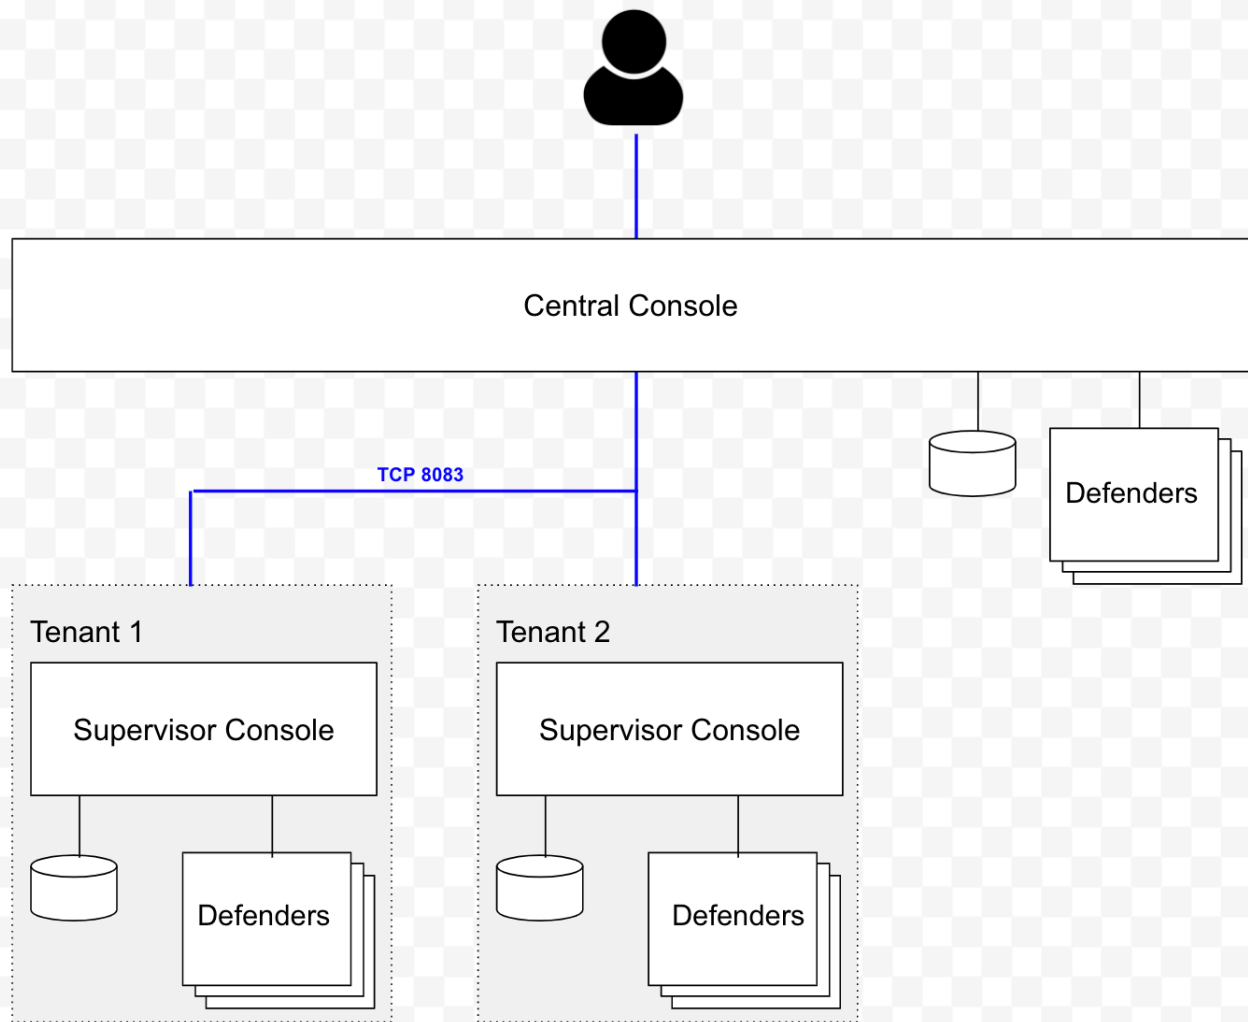 Central Console
TCP 8083
Defenders
Tenant 1
Tenant 2
Supervisor Console
Supervisor Console
Defenders
Defenders